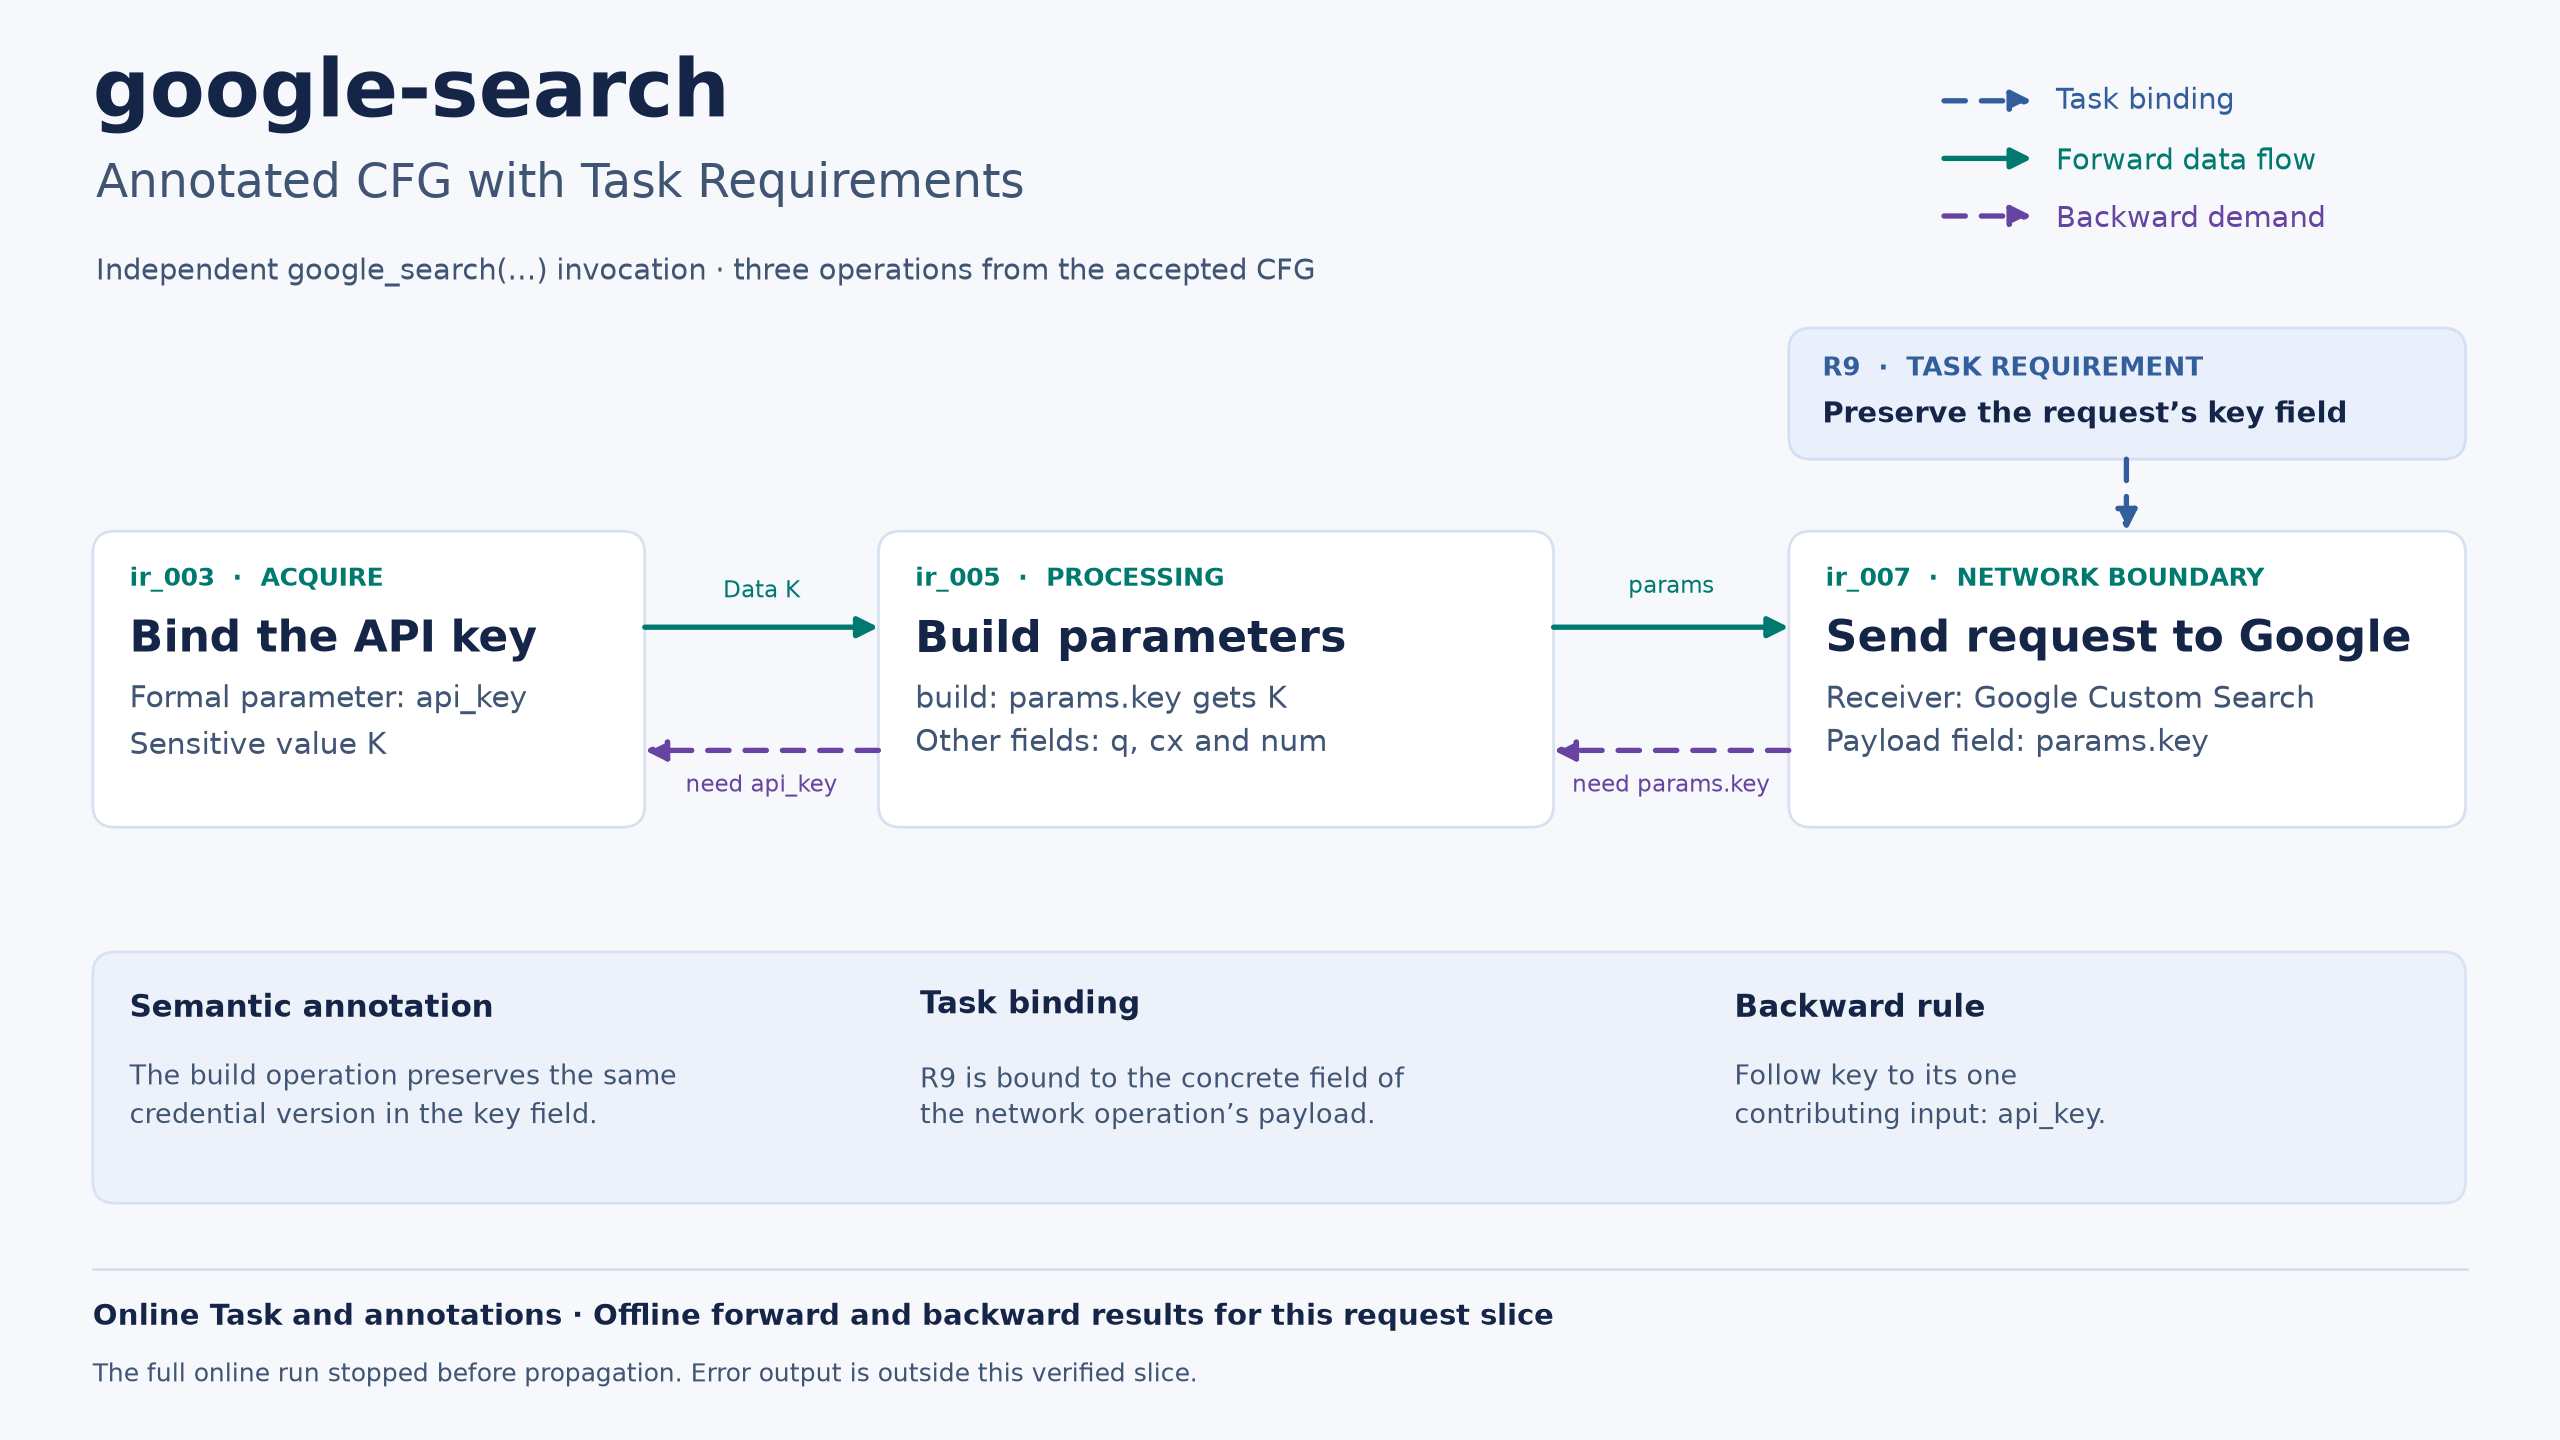 google-search
Annotated CFG with Task Requirements
Independent google_search(...) invocation · three operations from the accepted CFG
Task binding
Forward data flow
Backward demand
R9 · TASK REQUIREMENT
Preserve the request’s key field
ir_003 · ACQUIRE
Bind the API key
Formal parameter: api_key
Sensitive value K
Data K
need api_key
ir_005 · PROCESSING
Build parameters
build: params.key gets K
Other fields: q, cx and num
params
need params.key
ir_007 · NETWORK BOUNDARY
Send request to Google
Receiver: Google Custom Search
Payload field: params.key
Semantic annotation
The build operation preserves the same
credential version in the key field.
Task binding
R9 is bound to the concrete field of
the network operation’s payload.
Backward rule
Follow key to its one
contributing input: api_key.
Online Task and annotations · Offline forward and backward results for this request slice
The full online run stopped before propagation. Error output is outside this verified slice.